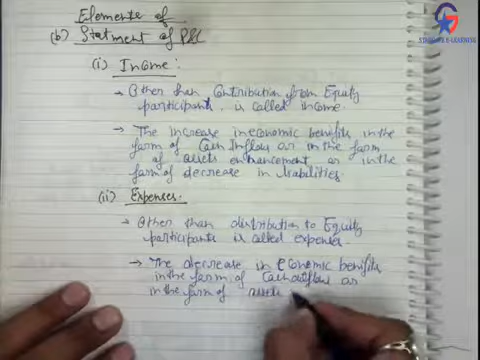 Elements of
(b) Statment of P&L
(i) Income:
→ Other than Contribution from Equity
participants is called income.
→ The increase in economic benefits in the
form of Cash Inflow or in the form
of assets enhancement or in the
form of decrease in liabilities.
(ii) Expenses
→ Other than distribution to Equity
participants is called expenses.
→ The decrease in economic benefits
in the form of Cash outflow or
in the form of assets